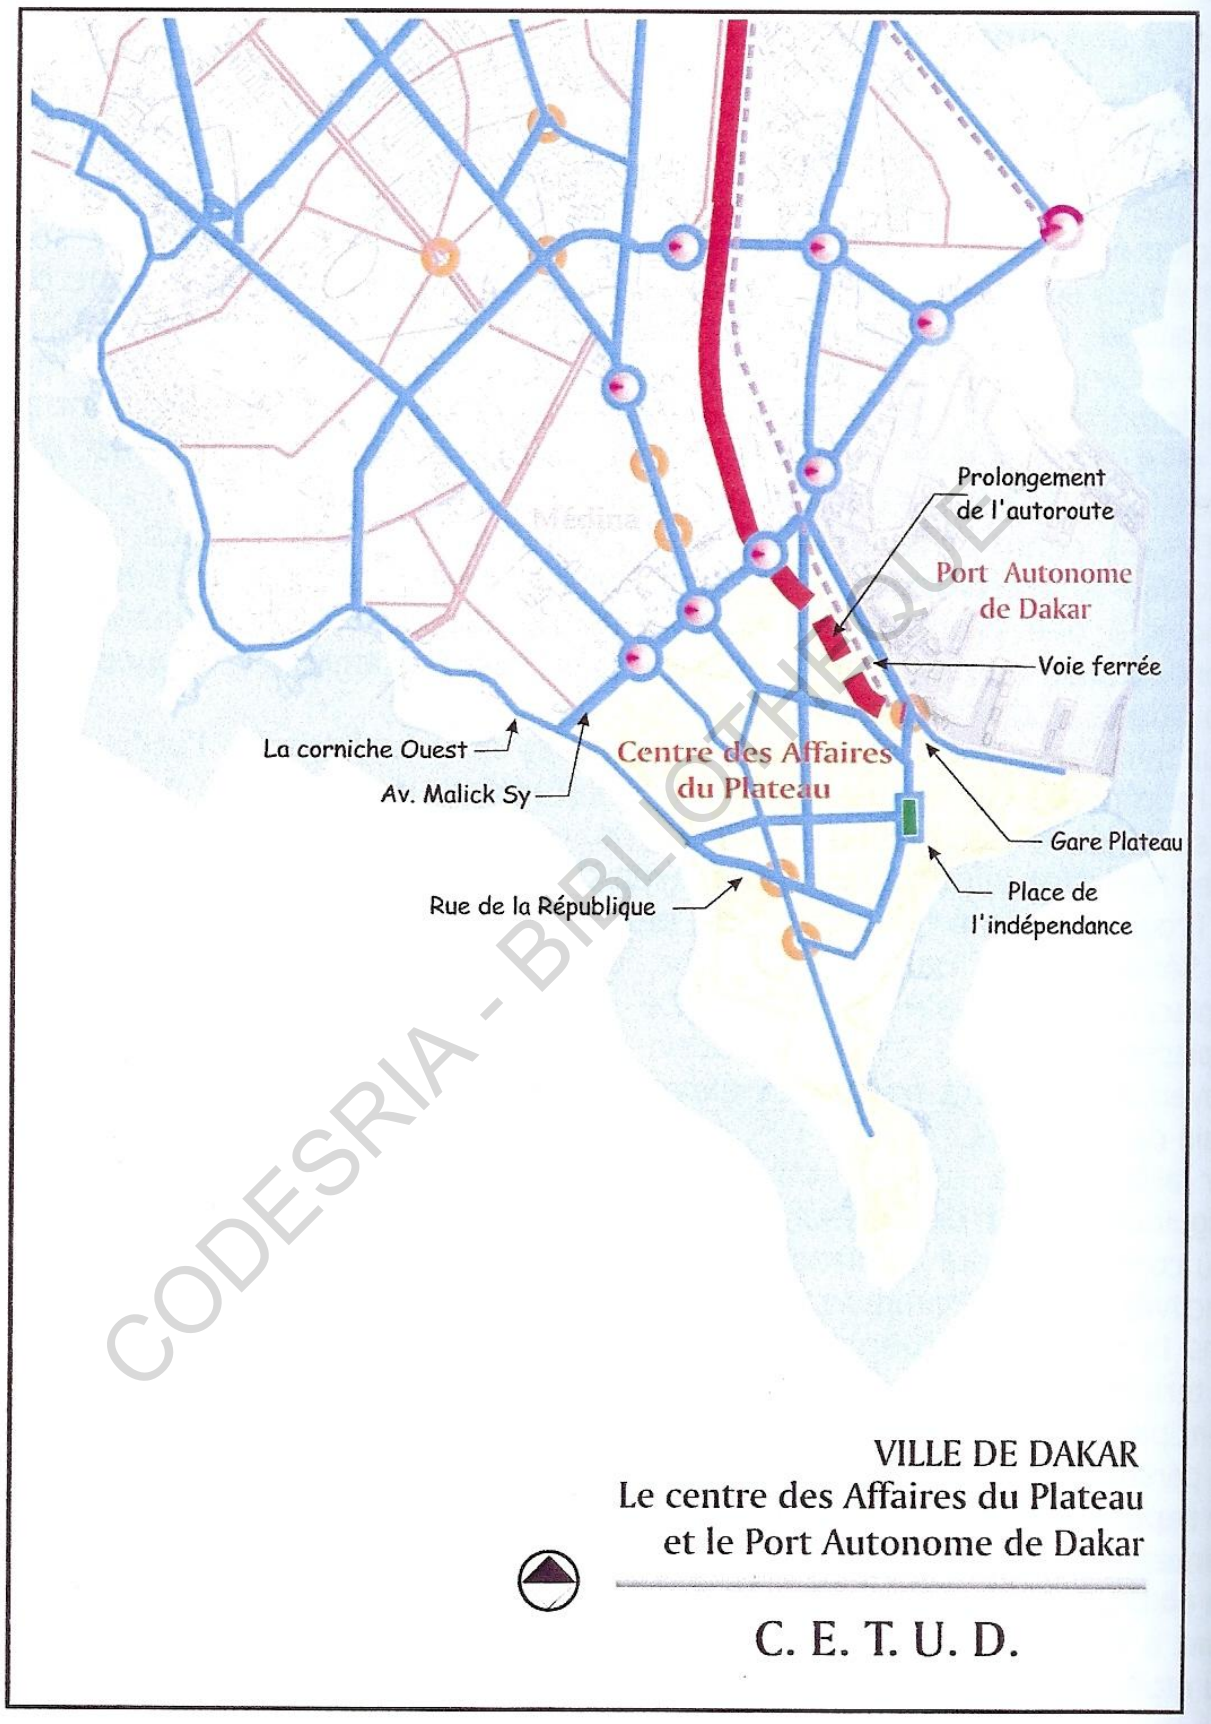 Médina
Prolongement
de l'autoroute
Port Autonome
de Dakar
Voie ferrée
La corniche Ouest
Av. Malick Sy
Centre des Affaires
du Plateau
Gare Plateau
Rue de la République
Place de
l'indépendance
CODESRIA - BIBLIOTHEQUE
VILLE DE DAKAR
Le centre des Affaires du Plateau
et le Port Autonome de Dakar
C. E. T. U. D.